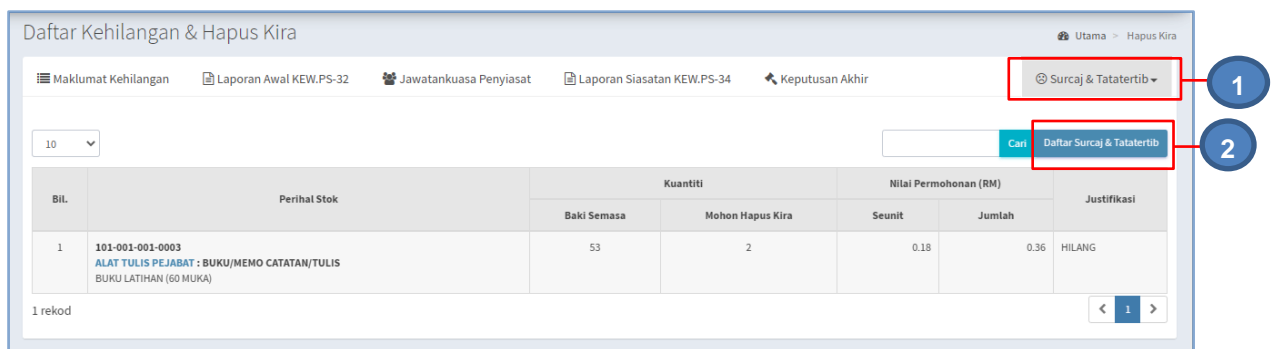 Daftar Kehilangan & Hapus Kira
Utama > Hapus Kira
Maklumat Kehilangan Laporan Awal KEW.PS-32 Jawatankuasa Penyiasat Laporan Siasatan KEW.PS-34 Keputusan Akhir Surcaj & Tatatertib
1
10 Cari Daftar Surcaj & Tatatertib
2
Bil. Perihal Stok Kuantiti Nilai Permohonan (RM) Justifikasi
Baki Semasa Mohon Hapus Kira Seunit Jumlah
1 101-001-001-0003 53 2 0.18 0.36 HILANG
ALAT TULIS PEJABAT : BUKU/MEMO CATATAN/TULIS
BUKU LATIHAN (60 MUKA)
1 rekod < 1 >